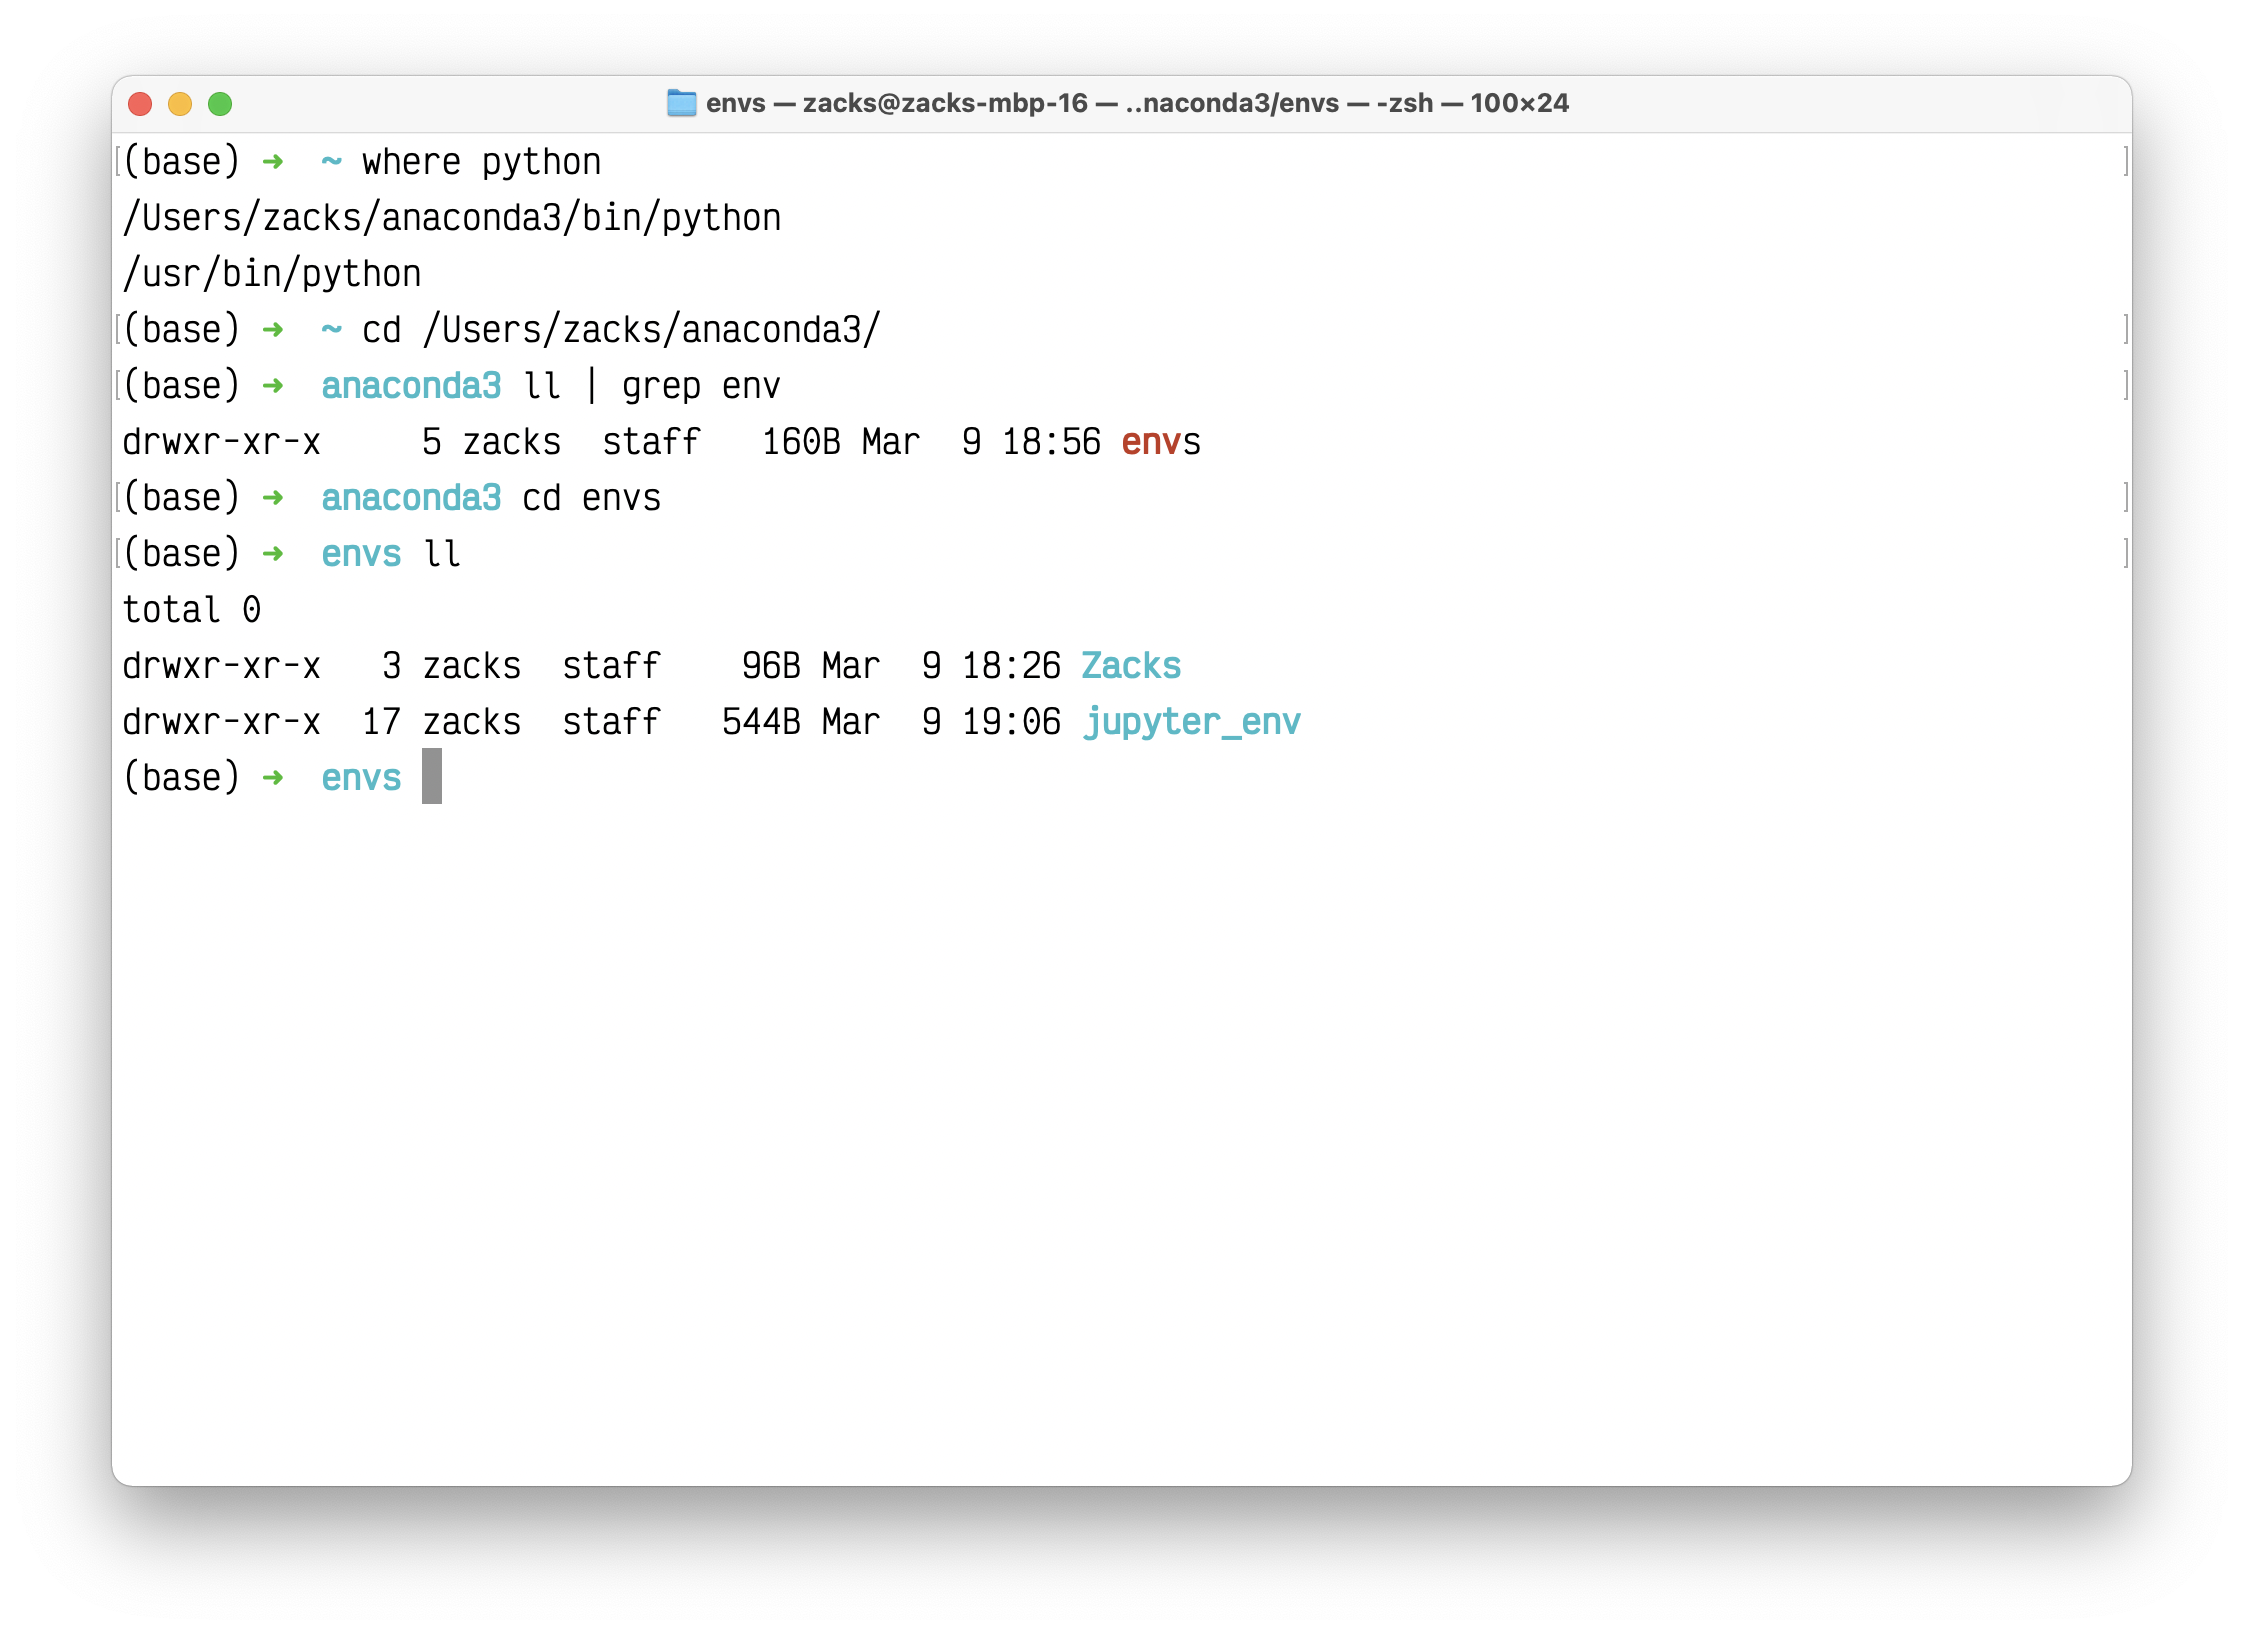 envs — zacks@zacks-mbp-16 — ..naconda3/envs — -zsh — 100×24
[(base) ➜  ~ where python ]
/Users/zacks/anaconda3/bin/python
/usr/bin/python
[(base) ➜  ~ cd /Users/zacks/anaconda3/ ]
[(base) ➜  anaconda3 ll | grep env ]
drwxr-xr-x     5 zacks  staff   160B Mar  9 18:56 envs
[(base) ➜  anaconda3 cd envs ]
[(base) ➜  envs ll ]
total 0
drwxr-xr-x   3 zacks  staff    96B Mar  9 18:26 Zacks
drwxr-xr-x  17 zacks  staff   544B Mar  9 19:06 jupyter_env
(base) ➜  envs